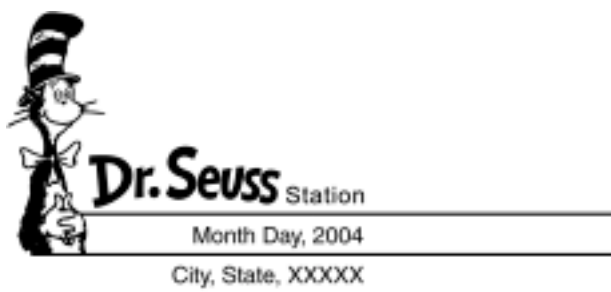 Dr. Seuss Station
Month Day, 2004
City, State, XXXXX